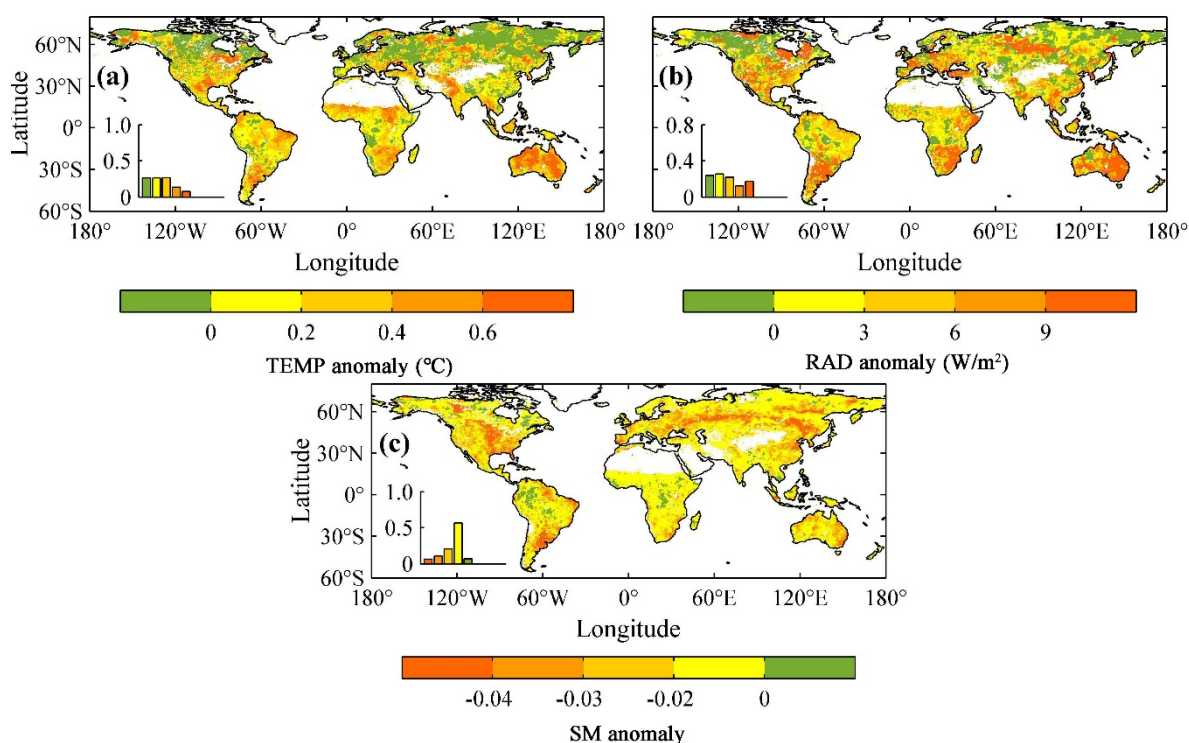 60°N
30°N
0°
30°S
60°S
Latitude
(a)
1.0
0.5
0
180° 120°W 60°W 0° 60°E 120°E 180°
Longitude
0 0.2 0.4 0.6
TEMP anomaly (℃)
60°N
30°N
0°
30°S
60°S
(b)
0.8
0.4
0
180° 120°W 60°W 0° 60°E 120°E 180°
Longitude
0 3 6 9
RAD anomaly (W/m²)
60°N
30°N
0°
30°S
60°S
Latitude
(c)
1.0
0.5
0
180° 120°W 60°W 0° 60°E 120°E 180°
Longitude
-0.04 -0.03 -0.02 0
SM anomaly